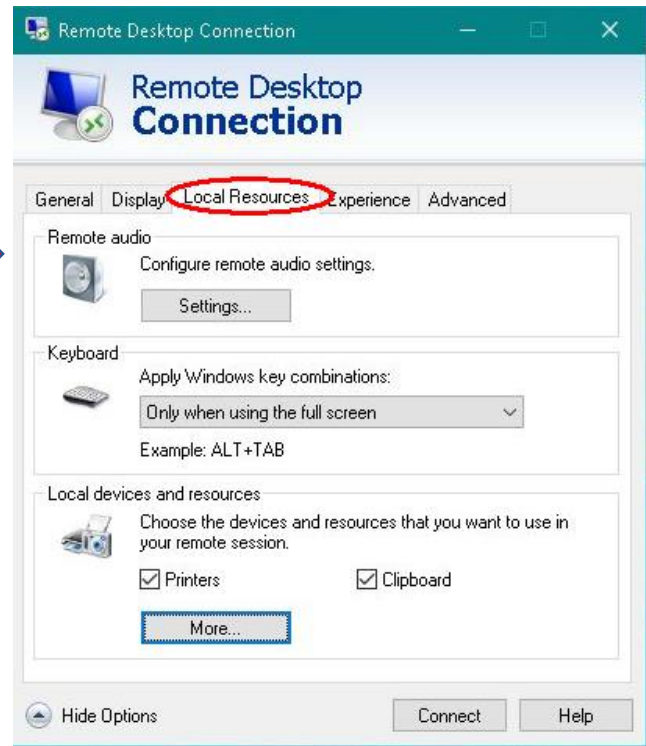 Remote Desktop Connection
Remote Desktop
Connection
General Display Local Resources Experience Advanced
Remote audio
Configure remote audio settings.
Settings...
Keyboard
Apply Windows key combinations:
Only when using the full screen
Example: ALT+TAB
Local devices and resources
Choose the devices and resources that you want to use in
your remote session.
Printers Clipboard
More...
Hide Options Connect Help